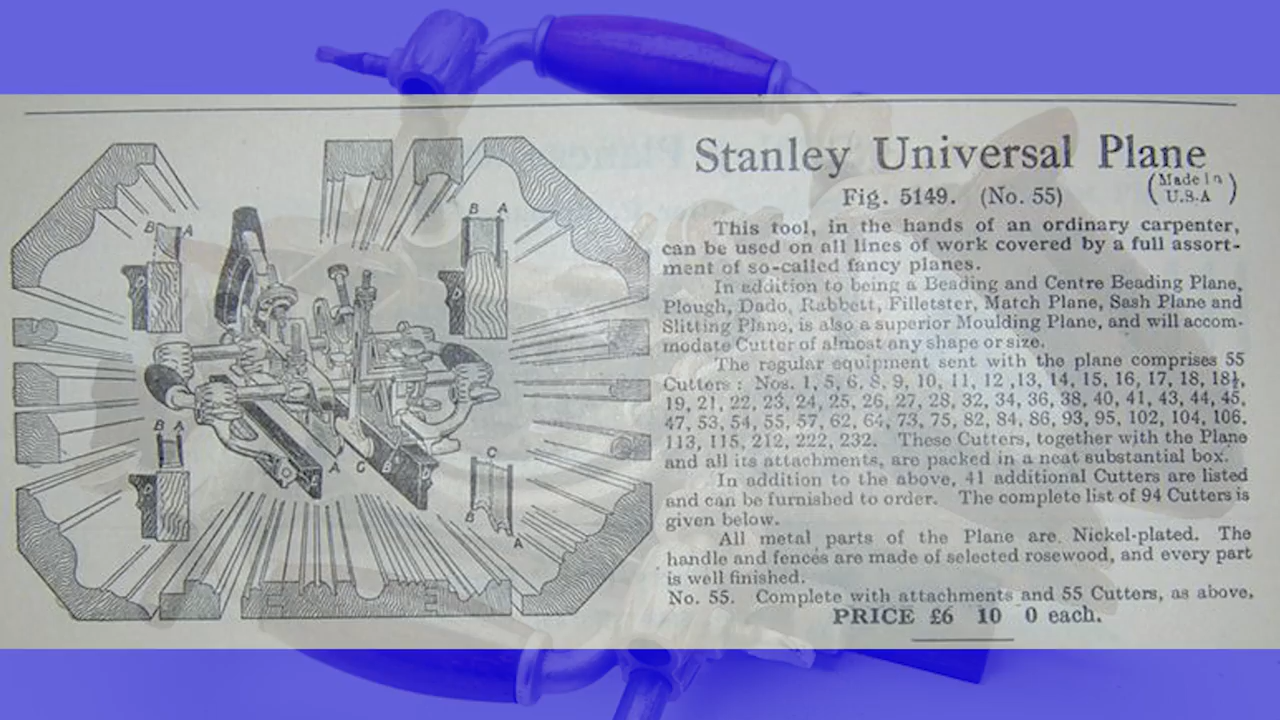 Stanley Universal Plane
Fig. 5149. (No. 55) (Made in U.S.A)
This tool, in the hands of an ordinary carpenter,
can be used on all lines of work covered by a full assort-
ment of so-called fancy planes.
In addition to being a Beading and Centre Beading Plane,
Plough, Dado, Rabbett, Filletster, Match Plane, Sash Plane and
Slitting Plane, is also a superior Moulding Plane, and will accom-
modate Cutter of almost any shape or size.
The regular equipment sent with the plane comprises 55
Cutters : Nos. 1, 5, 6, 8, 9, 10, 11, 12 ,13, 14, 15, 16, 17, 18, 18½,
19, 21, 22, 23, 24, 25, 26, 27, 28, 32, 34, 36, 38, 40, 41, 43, 44, 45,
47, 53, 54, 55, 57, 62, 64, 73, 75, 82, 84, 86, 93, 95, 102, 104, 106,
113, 115, 212, 222, 232. These Cutters, together with the Plane
and all its attachments, are packed in a neat substantial box.
In addition to the above, 41 additional Cutters are listed
and can be furnished to order. The complete list of 94 Cutters is
given below.
All metal parts of the Plane are Nickel-plated. The
handle and fences are made of selected rosewood, and every part
is well finished.
No. 55. Complete with attachments and 55 Cutters, as above,
PRICE £6 10 0 each.
B A
B A
B A
A C B
C
B
A